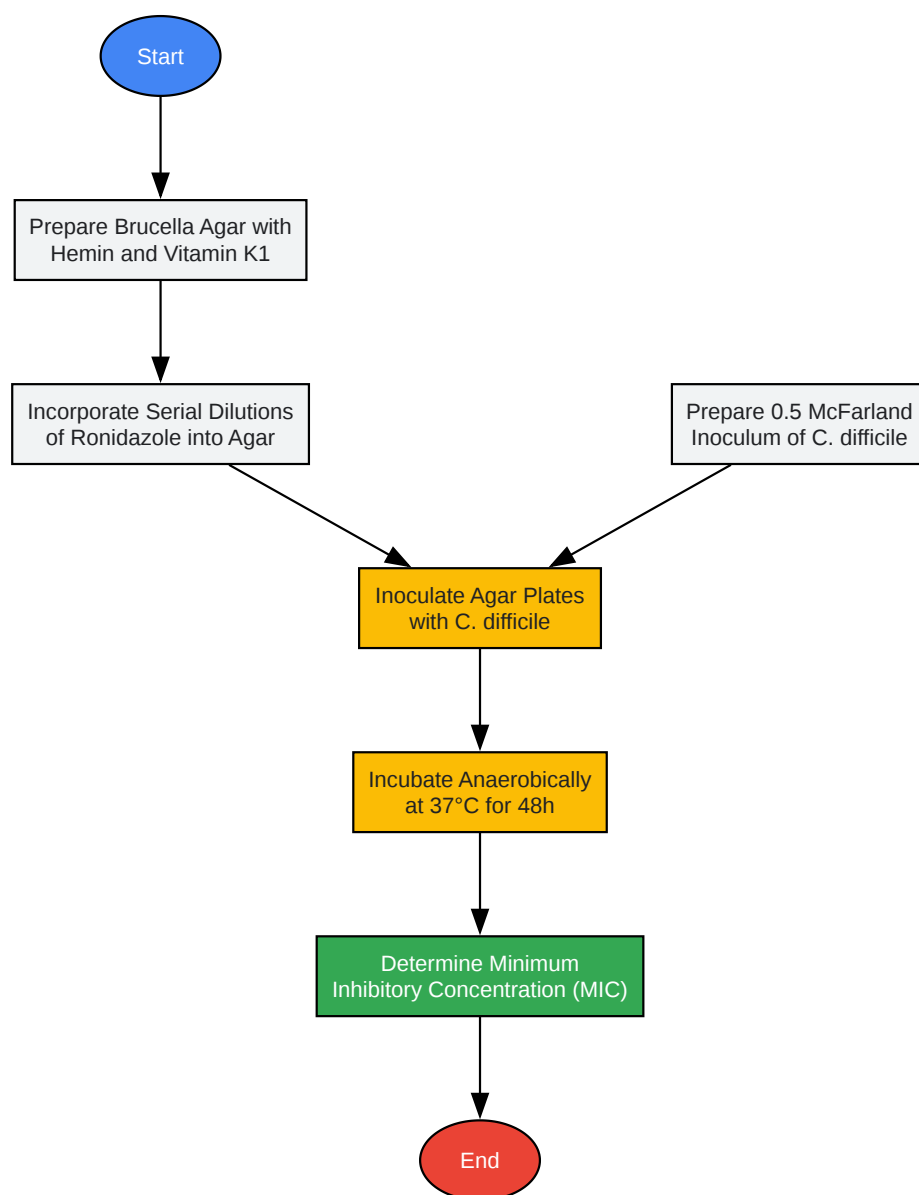 Start
Prepare Brucella Agar with
Hemin and Vitamin K1
Incorporate Serial Dilutions
of Ronidazole into Agar
Prepare 0.5 McFarland
Inoculum of C. difficile
Inoculate Agar Plates
with C. difficile
Incubate Anaerobically
at 37°C for 48h
Determine Minimum
Inhibitory Concentration (MIC)
End